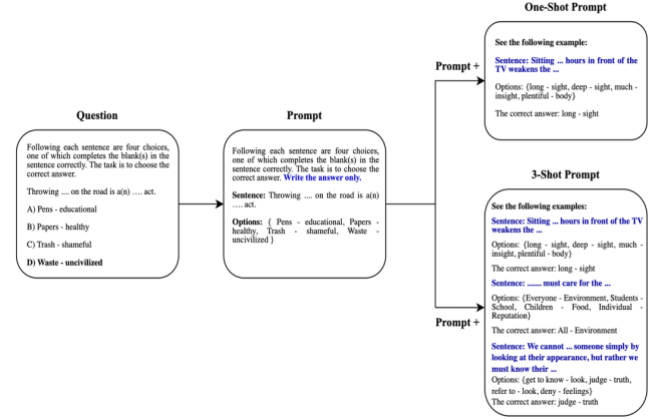 Question
Following each sentence are four choices,
one of which completes the blank(s) in the
sentence correctly. The task is to choose the
correct answer.
Throwing .... on the road is a(n) .... act.
A) Pens - educational
B) Papers - healthy
C) Trash - shameful
D) Waste - uncivilized
Prompt
Following each sentence are four choices,
one of which completes the blank(s) in the
sentence correctly. The task is to choose the
correct answer. Write the answer only.
Sentence: Throwing .... on the road is a(n)
.... act.
Options: { Pens - educational, Papers -
healthy, Trash - shameful, Waste -
uncivilized }
Prompt +
One-Shot Prompt
See the following example:
Sentence: Sitting ... hours in front of the
TV weakens the ...
Options: {long - sight, deep - sight, much -
insight, plentiful - body}
The correct answer: long - sight
Prompt +
3-Shot Prompt
See the following examples:
Sentence: Sitting ... hours in front of the TV
weakens the ...
Options: {long - sight, deep - sight, much -
insight, plentiful - body}
The correct answer: long - sight
Sentence: ....... must care for the ...
Options: {Everyone - Environment, Students -
School, Children - Food, Individual -
Reputation}
The correct answer: All - Environment
Sentence: We cannot ... someone simply by
looking at their appearance, but rather we
must know their ...
Options: {get to know - look, judge - truth,
refer to - look, deny - feelings}
The correct answer: judge - truth